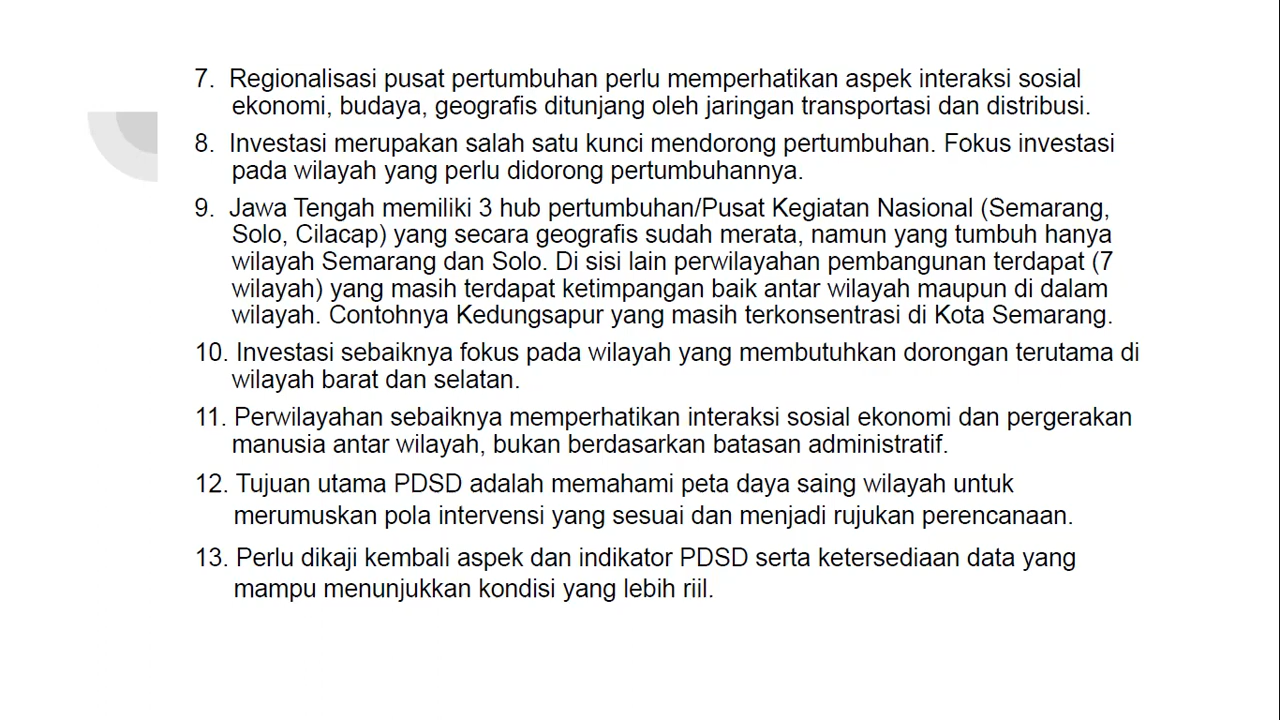 7. Regionalisasi pusat pertumbuhan perlu memperhatikan aspek interaksi sosial
ekonomi, budaya, geografis ditunjang oleh jaringan transportasi dan distribusi.
8. Investasi merupakan salah satu kunci mendorong pertumbuhan. Fokus investasi
pada wilayah yang perlu didorong pertumbuhannya.
9. Jawa Tengah memiliki 3 hub pertumbuhan/Pusat Kegiatan Nasional (Semarang,
Solo, Cilacap) yang secara geografis sudah merata, namun yang tumbuh hanya
wilayah Semarang dan Solo. Di sisi lain perwilayahan pembangunan terdapat (7
wilayah) yang masih terdapat ketimpangan baik antar wilayah maupun di dalam
wilayah. Contohnya Kedungsapur yang masih terkonsentrasi di Kota Semarang.
10. Investasi sebaiknya fokus pada wilayah yang membutuhkan dorongan terutama di
wilayah barat dan selatan.
11. Perwilayahan sebaiknya memperhatikan interaksi sosial ekonomi dan pergerakan
manusia antar wilayah, bukan berdasarkan batasan administratif.
12. Tujuan utama PDSD adalah memahami peta daya saing wilayah untuk
merumuskan pola intervensi yang sesuai dan menjadi rujukan perencanaan.
13. Perlu dikaji kembali aspek dan indikator PDSD serta ketersediaan data yang
mampu menunjukkan kondisi yang lebih riil.